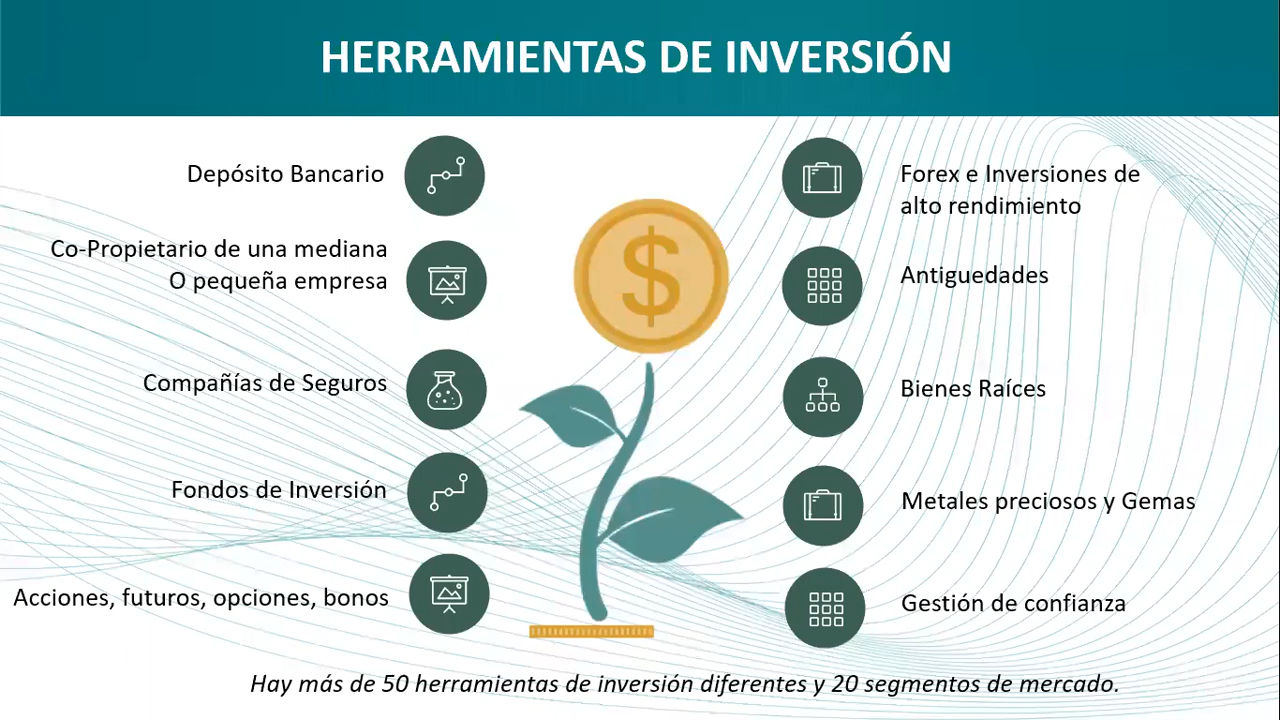 HERRAMIENTAS DE INVERSIÓN
Depósito Bancario
Co-Propietario de una mediana
O pequeña empresa
Compañías de Seguros
Fondos de Inversión
Acciones, futuros, opciones, bonos
$
Forex e Inversiones de
alto rendimiento
Antiguedades
Bienes Raíces
Metales preciosos y Gemas
Gestión de confianza
Hay más de 50 herramientas de inversión diferentes y 20 segmentos de mercado.